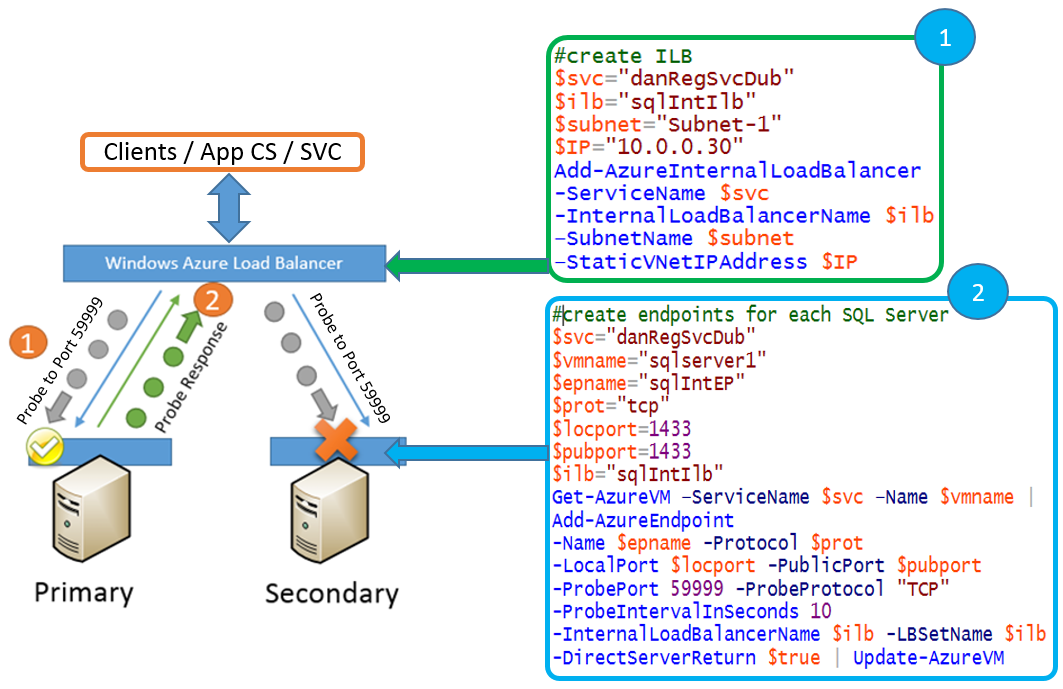 1
#create ILB
$svc="danRegSvcDub"
$ilb="sqlIntIlb"
$subnet="Subnet-1"
$IP="10.0.0.30"
Add-AzureInternalLoadBalancer
-ServiceName $svc
-InternalLoadBalancerName $ilb
–SubnetName $subnet
–StaticVNetIPAddress $IP
Clients / App CS / SVC
Windows Azure Load Balancer
1
Probe to Port 59999
2
Probe Response
Probe to Port 59999
Primary
Secondary
2
#create endpoints for each SQL Server
$svc="danRegSvcDub"
$vmname="sqlserver1"
$epname="sqlIntEP"
$prot="tcp"
$locport=1433
$pubport=1433
$ilb="sqlIntIlb"
Get-AzureVM –ServiceName $svc –Name $vmname |
Add-AzureEndpoint
-Name $epname -Protocol $prot
-LocalPort $locport -PublicPort $pubport
-ProbePort 59999 -ProbeProtocol "TCP"
-ProbeIntervalInSeconds 10
-InternalLoadBalancerName $ilb -LBSetName $ilb
-DirectServerReturn $true | Update-AzureVM